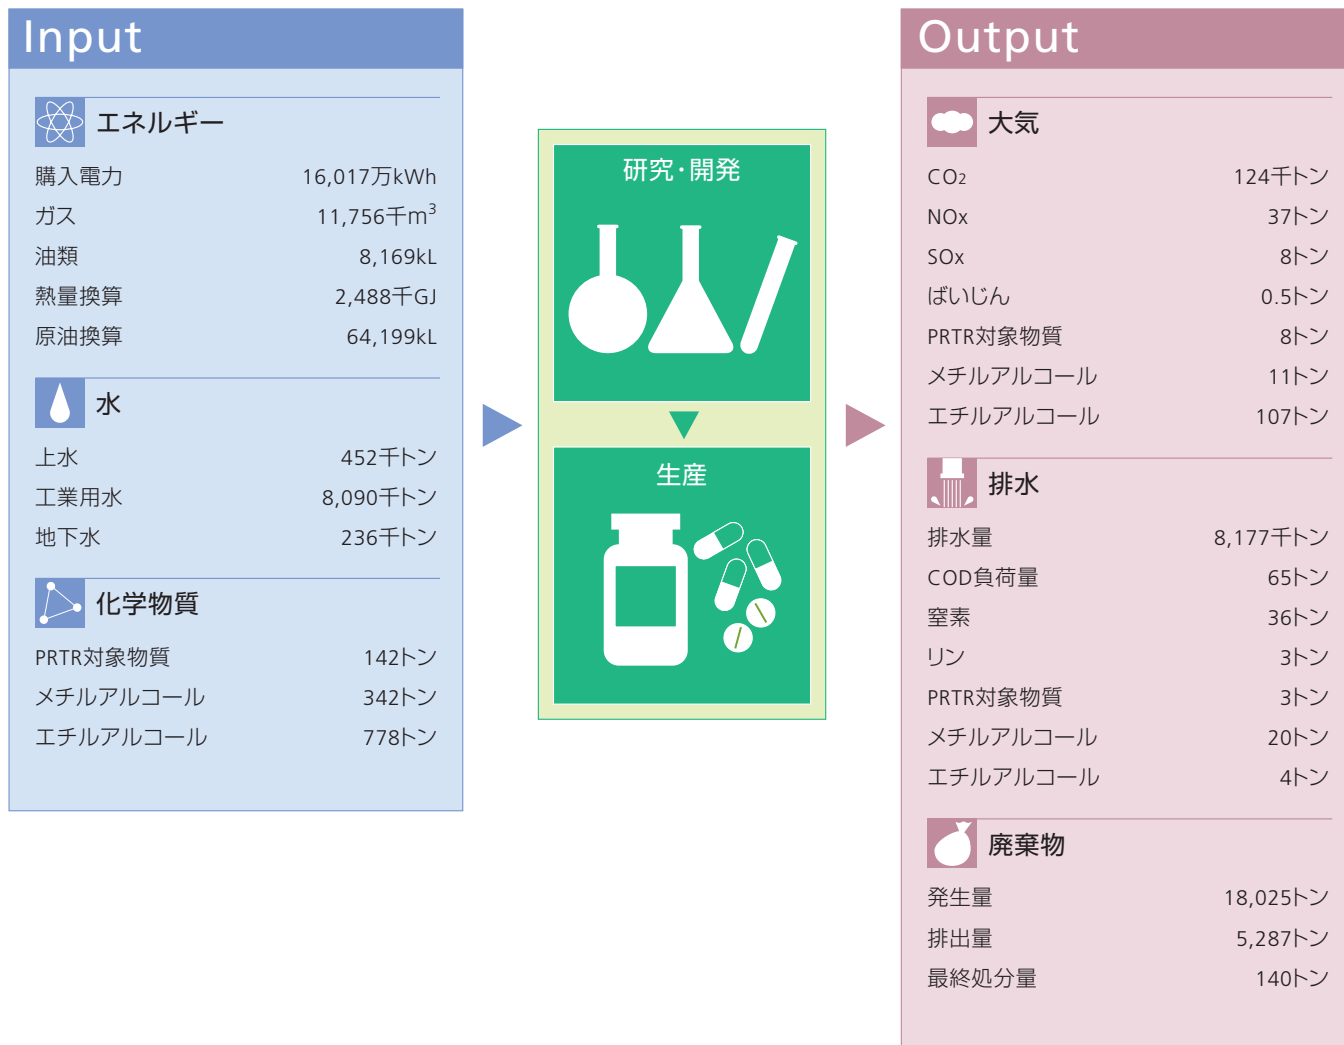 Input
エネルギー
購入電力 16,017万kWh
ガス 11,756千m³
油類 8,169kL
熱量換算 2,488千GJ
原油換算 64,199kL
水
上水 452千トン
工業用水 8,090千トン
地下水 236千トン
化学物質
PRTR対象物質 142トン
メチルアルコール 342トン
エチルアルコール 778トン
研究・開発
生産
Output
大気
CO2 124千トン
NOx 37トン
SOx 8トン
ばいじん 0.5トン
PRTR対象物質 8トン
メチルアルコール 11トン
エチルアルコール 107トン
排水
排水量 8,177千トン
COD負荷量 65トン
窒素 36トン
リン 3トン
PRTR対象物質 3トン
メチルアルコール 20トン
エチルアルコール 4トン
廃棄物
発生量 18,025トン
排出量 5,287トン
最終処分量 140トン